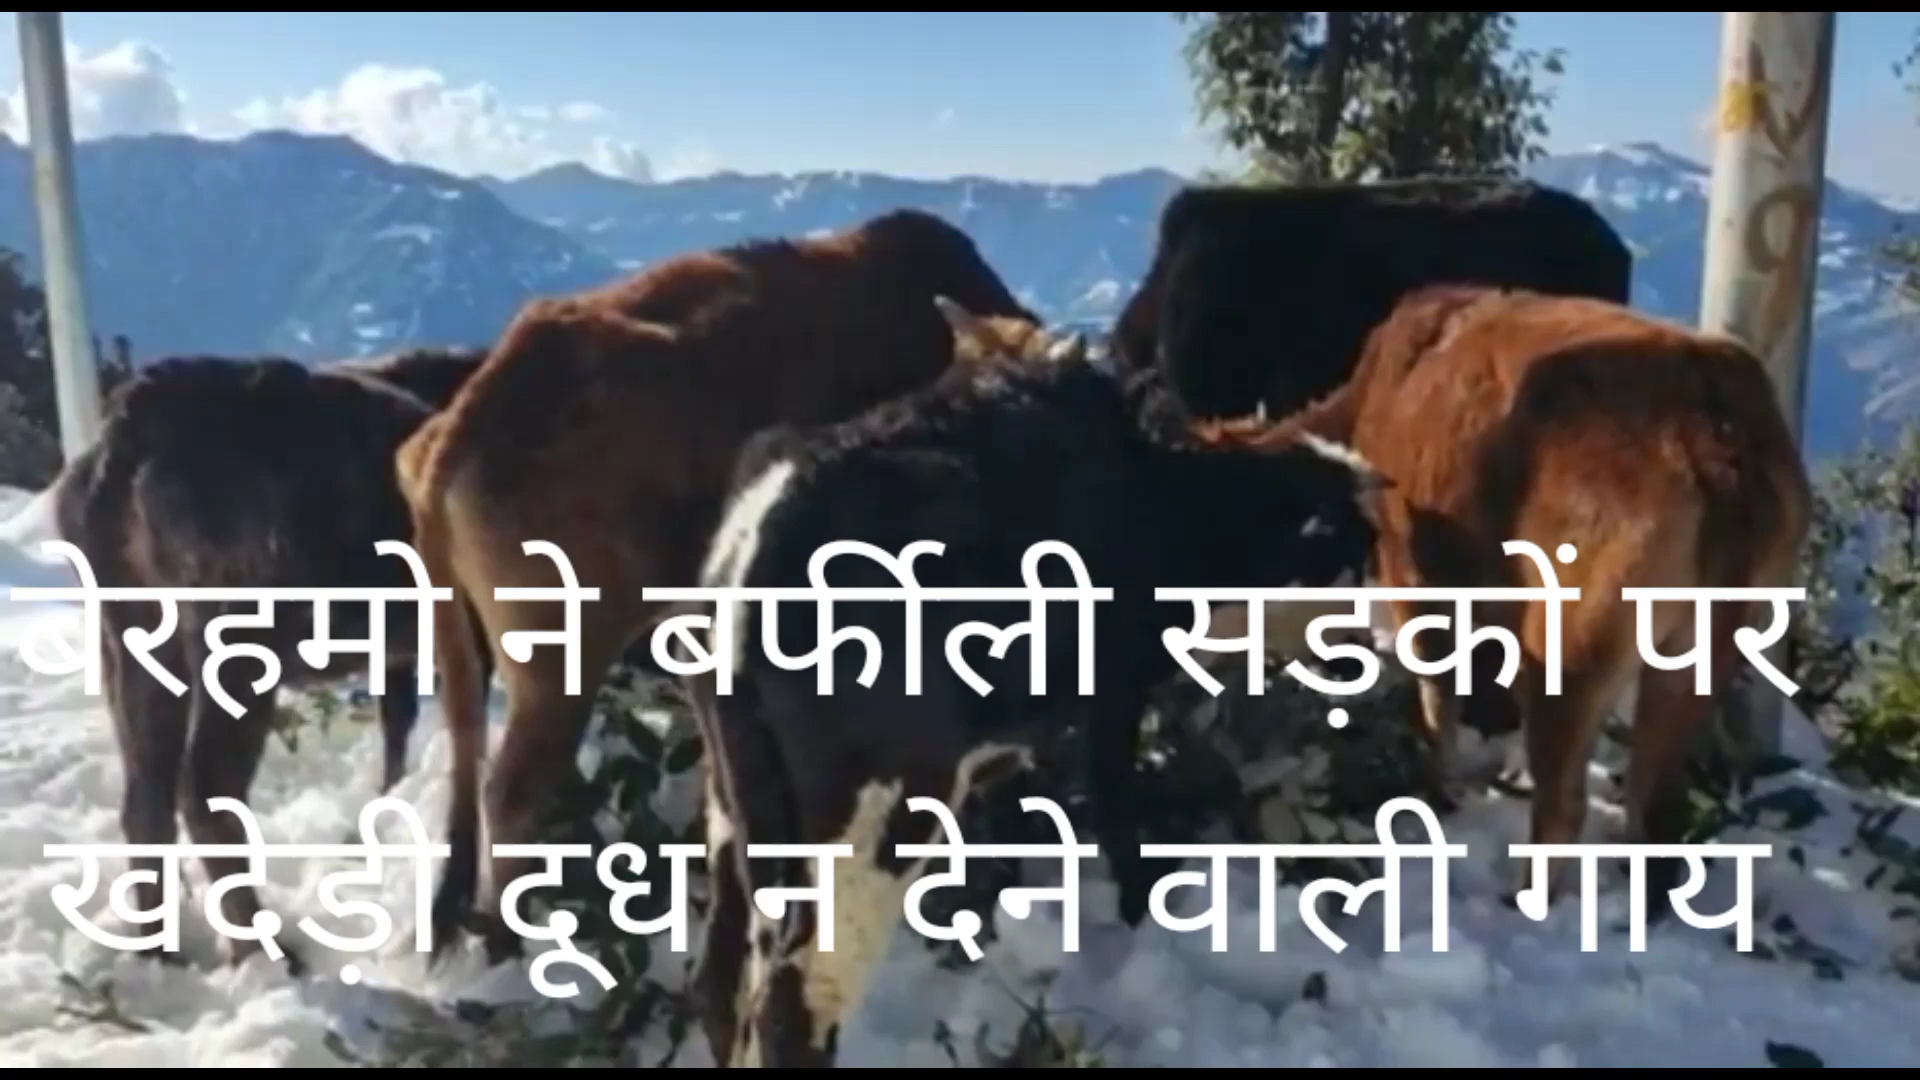 बेरहमो ने बर्फीली सड़कों पर
खदेड़ी दूध न देने वाली गाय